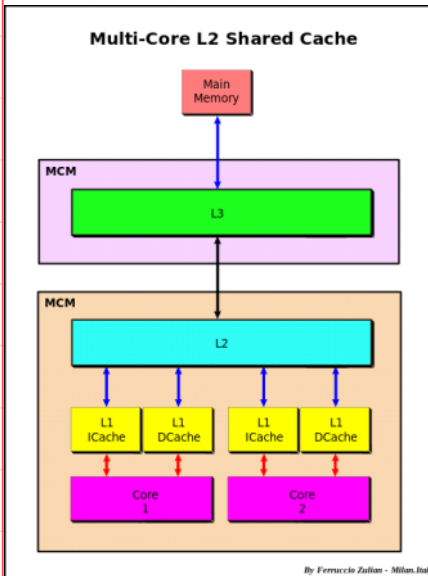 Multi-Core L2 Shared Cache
Main
Memory
MCM
L3
MCM
L2
L1
ICache
L1
DCache
L1
ICache
L1
DCache
Core
1
Core
2
By Ferruccio Zulian - Milan.Ital